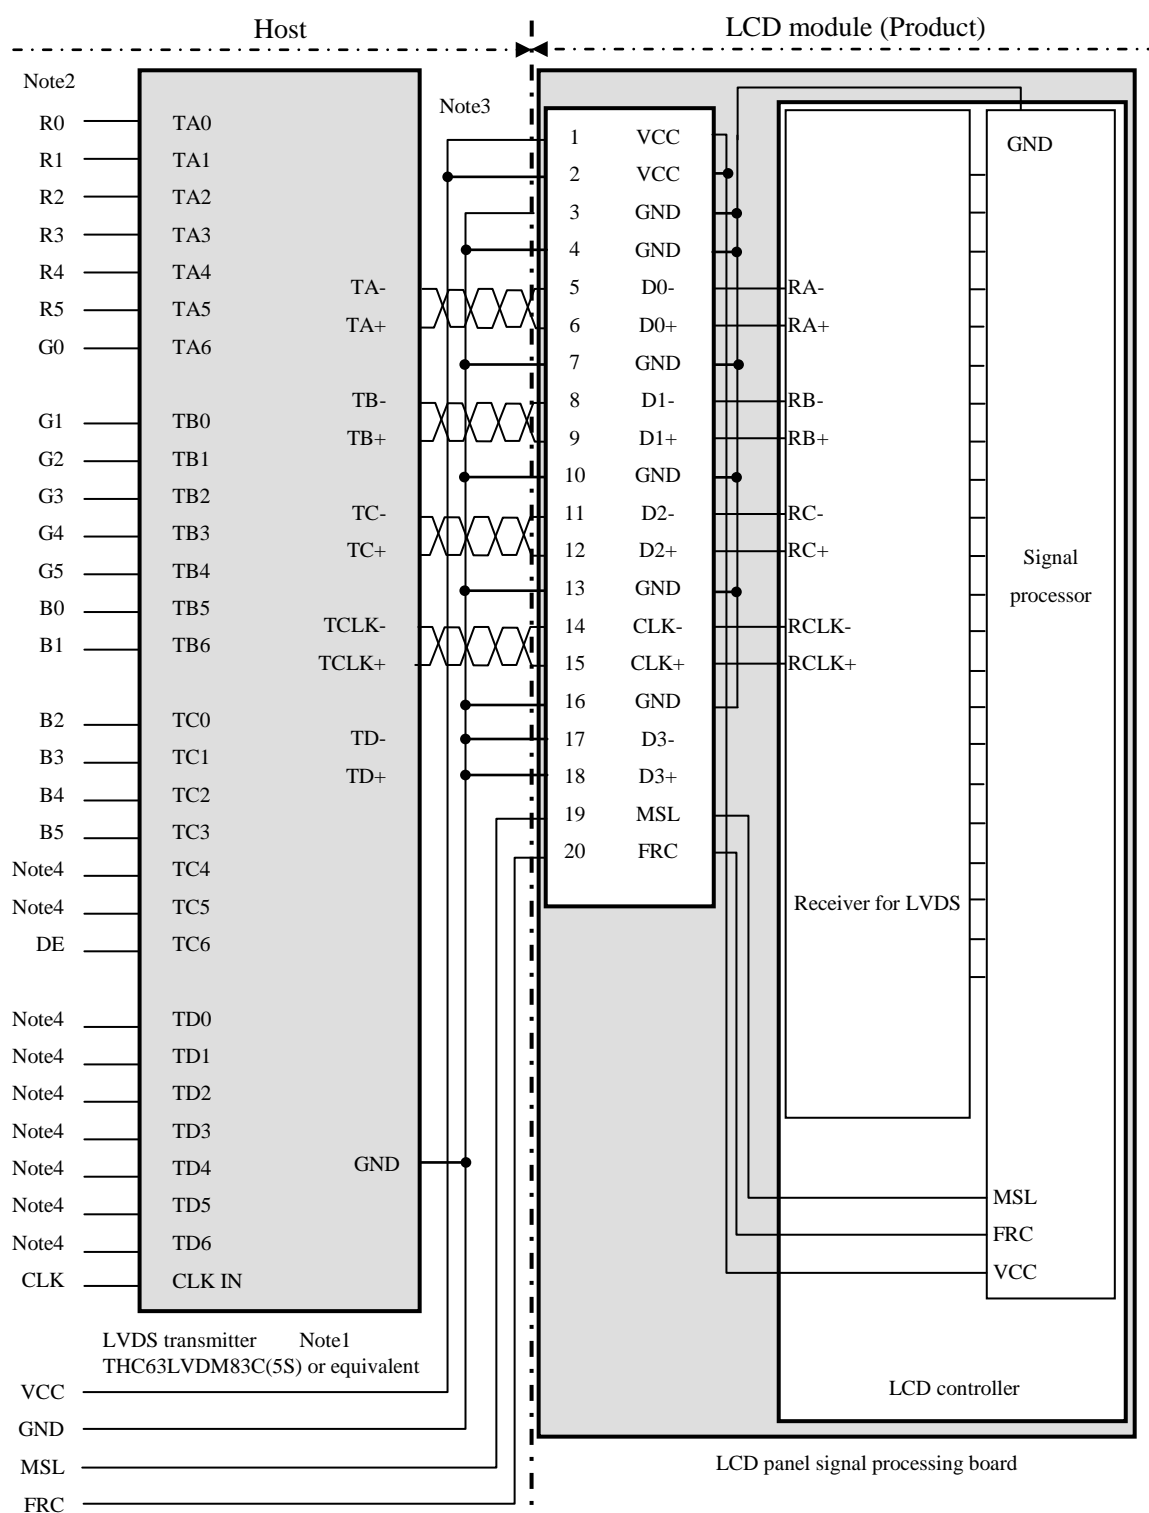 Host
LCD module (Product)
Note2
Note3
R0 TA0
R1 TA1
R2 TA2
R3 TA3
R4 TA4
R5 TA5
G0 TA6
G1 TB0
G2 TB1
G3 TB2
G4 TB3
G5 TB4
B0 TB5
B1 TB6
B2 TC0
B3 TC1
B4 TC2
B5 TC3
Note4 TC4
Note4 TC5
DE TC6
Note4 TD0
Note4 TD1
Note4 TD2
Note4 TD3
Note4 TD4
Note4 TD5
Note4 TD6
CLK CLK IN
TA-
TA+
TB-
TB+
TC-
TC+
TCLK-
TCLK+
TD-
TD+
GND
LVDS transmitter Note1
THC63LVDM83C(5S) or equivalent
VCC
GND
MSL
FRC
1 VCC
2 VCC
3 GND
4 GND
5 D0-
6 D0+
7 GND
8 D1-
9 D1+
10 GND
11 D2-
12 D2+
13 GND
14 CLK-
15 CLK+
16 GND
17 D3-
18 D3+
19 MSL
20 FRC
RA-
RA+
RB-
RB+
RC-
RC+
RCLK-
RCLK+
Receiver for LVDS
GND
Signal
processor
MSL
FRC
VCC
LCD controller
LCD panel signal processing board